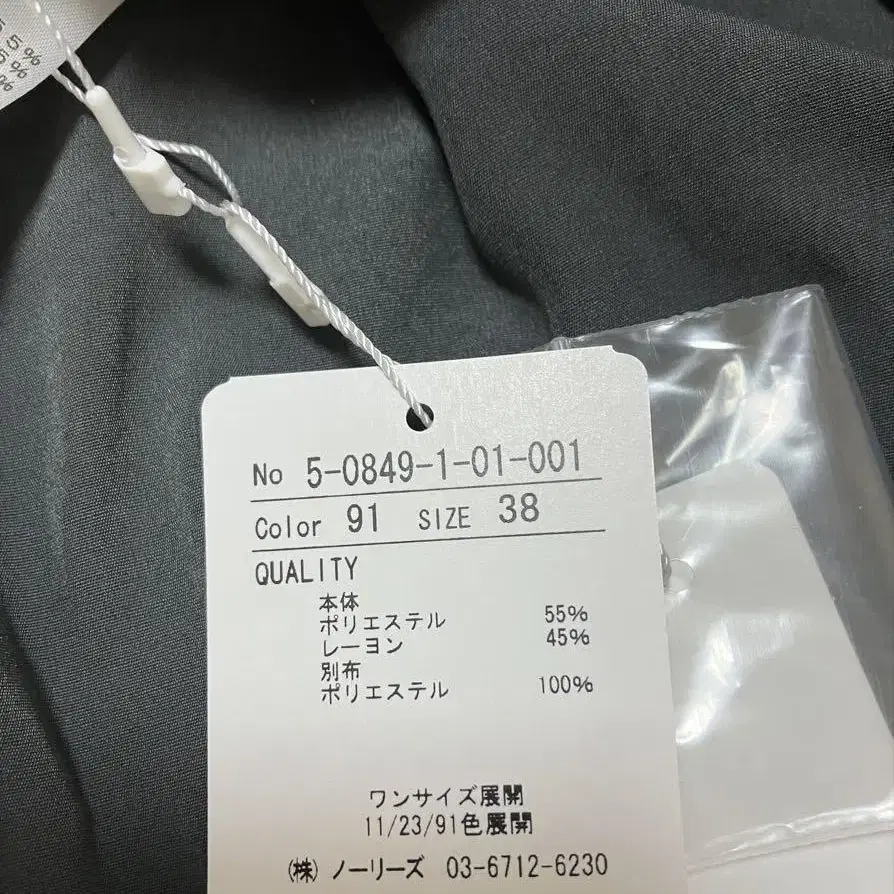 5%
5%
%
No 5-0849-1-01-001
Color 91 SIZE 38
QUALITY
本体
ポリエステル 55%
レーヨン 45%
別布
ポリエステル 100%
ワンサイズ展開
11/23/91色展開
(株) ノーリーズ 03-6712-6230